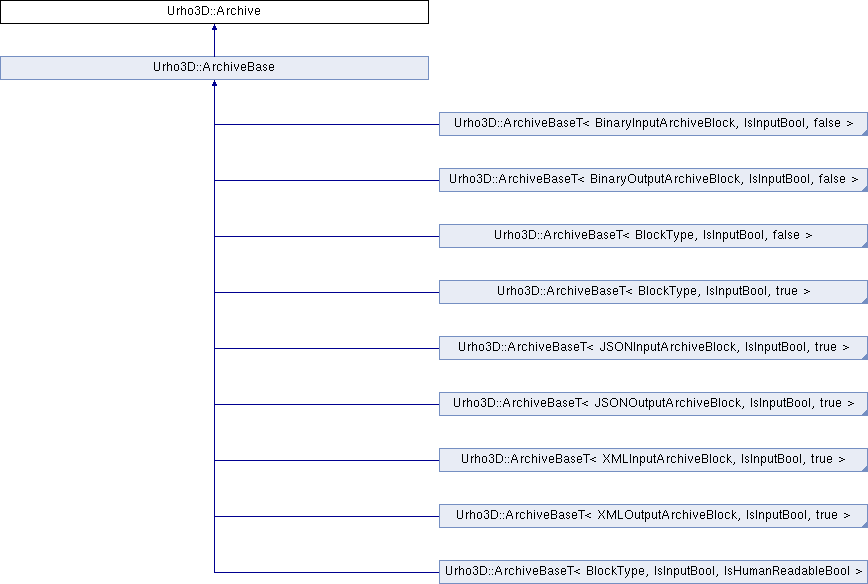 Urho3D::Archive
Urho3D::ArchiveBase
Urho3D::ArchiveBaseT< BinaryInputArchiveBlock, IsInputBool, false >
Urho3D::ArchiveBaseT< BinaryOutputArchiveBlock, IsInputBool, false >
Urho3D::ArchiveBaseT< BlockType, IsInputBool, false >
Urho3D::ArchiveBaseT< BlockType, IsInputBool, true >
Urho3D::ArchiveBaseT< JSONInputArchiveBlock, IsInputBool, true >
Urho3D::ArchiveBaseT< JSONOutputArchiveBlock, IsInputBool, true >
Urho3D::ArchiveBaseT< XMLInputArchiveBlock, IsInputBool, true >
Urho3D::ArchiveBaseT< XMLOutputArchiveBlock, IsInputBool, true >
Urho3D::ArchiveBaseT< BlockType, IsInputBool, IsHumanReadableBool >